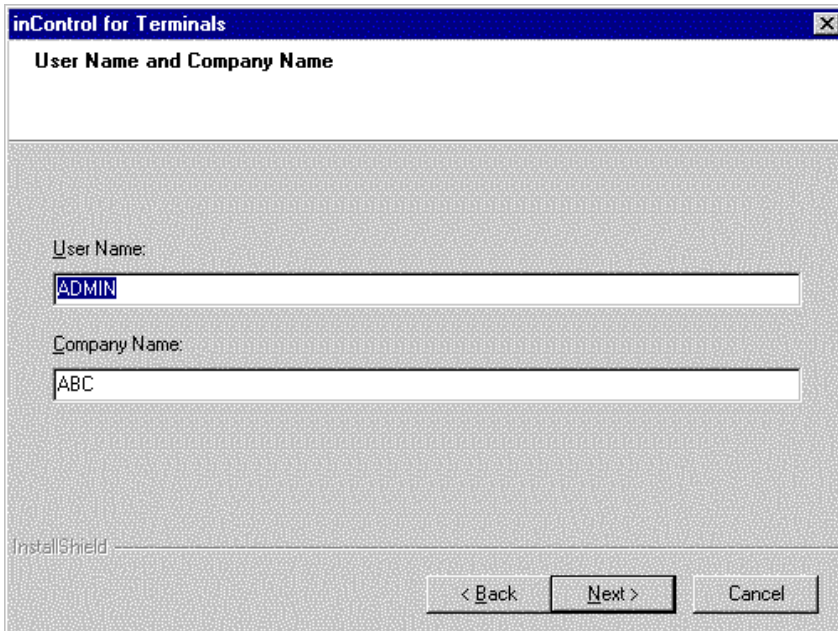 inControl for Terminals
User Name and Company Name
User Name:
ADMIN
Company Name:
ABC
InstallShield
< Back Next > Cancel